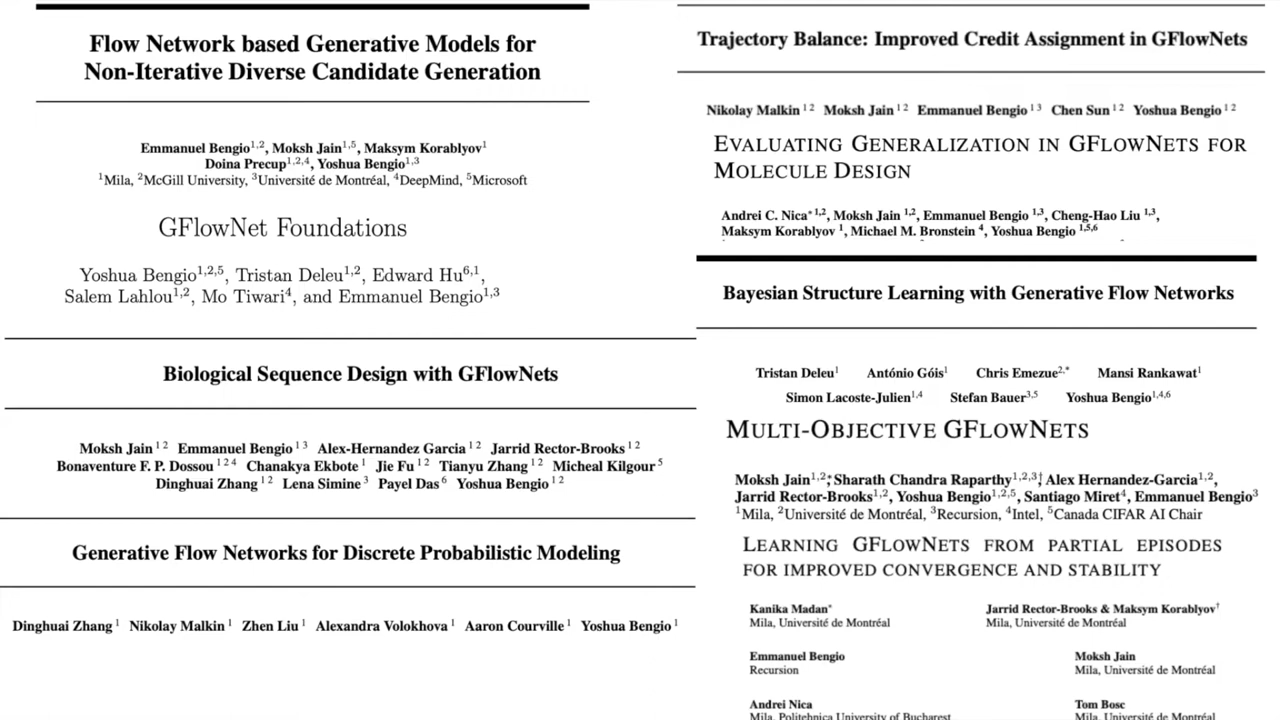 Flow Network based Generative Models for
Non-Iterative Diverse Candidate Generation
Emmanuel Bengio1,2, Moksh Jain1,5, Maksym Korablyov1
Doina Precup1,2,4, Yoshua Bengio1,3
1Mila, 2McGill University, 3Université de Montréal, 4DeepMind, 5Microsoft
GFlowNet Foundations
Yoshua Bengio1,2,5, Tristan Deleu1,2, Edward Hu6,1,
Salem Lahlou1,2, Mo Tiwari4, and Emmanuel Bengio1,3
Biological Sequence Design with GFlowNets
Moksh Jain 1 2 Emmanuel Bengio 1 3 Alex-Hernandez Garcia 1 2 Jarrid Rector-Brooks 1 2
Bonaventure F. P. Dossou 1 2 4 Chanakya Ekbote 1 Jie Fu 1 2 Tianyu Zhang 1 2 Micheal Kilgour 5
Dinghuai Zhang 1 2 Lena Simine 3 Payel Das 6 Yoshua Bengio 1 2
Generative Flow Networks for Discrete Probabilistic Modeling
Dinghuai Zhang 1 Nikolay Malkin 1 Zhen Liu 1 Alexandra Volokhova 1 Aaron Courville 1 Yoshua Bengio 1
Trajectory Balance: Improved Credit Assignment in GFlowNets
Nikolay Malkin 1 2 Moksh Jain 1 2 Emmanuel Bengio 1 3 Chen Sun 1 2 Yoshua Bengio 1 2
EVALUATING GENERALIZATION IN GFLOWNETS FOR
MOLECULE DESIGN
Andrei C. Nica* 1,2, Moksh Jain 1,2, Emmanuel Bengio 1,3, Cheng-Hao Liu 1,3,
Maksym Korablyov 1, Michael M. Bronstein 4, Yoshua Bengio 1,5,6
Bayesian Structure Learning with Generative Flow Networks
Tristan Deleu1 António Góis1 Chris Emezue2,* Mansi Rankawat1
Simon Lacoste-Julien1,4 Stefan Bauer3,5 Yoshua Bengio1,4,6
MULTI-OBJECTIVE GFLOWNETS
Moksh Jain1,2*, Sharath Chandra Raparthy1,2,3†, Alex Hernandez-Garcia1,2,
Jarrid Rector-Brooks1,2, Yoshua Bengio1,2,5, Santiago Miret4, Emmanuel Bengio3
1Mila, 2Université de Montréal, 3Recursion, 4Intel, 5Canada CIFAR AI Chair
LEARNING GFLOWNETS FROM PARTIAL EPISODES
FOR IMPROVED CONVERGENCE AND STABILITY
Kanika Madan* Jarrid Rector-Brooks & Maksym Korablyov†
Mila, Université de Montréal Mila, Université de Montréal
Emmanuel Bengio Moksh Jain
Recursion Mila, Université de Montréal
Andrei Nica Tom Bosc
Mila, Politehnica University of Bucharest Mila, Université de Montréal